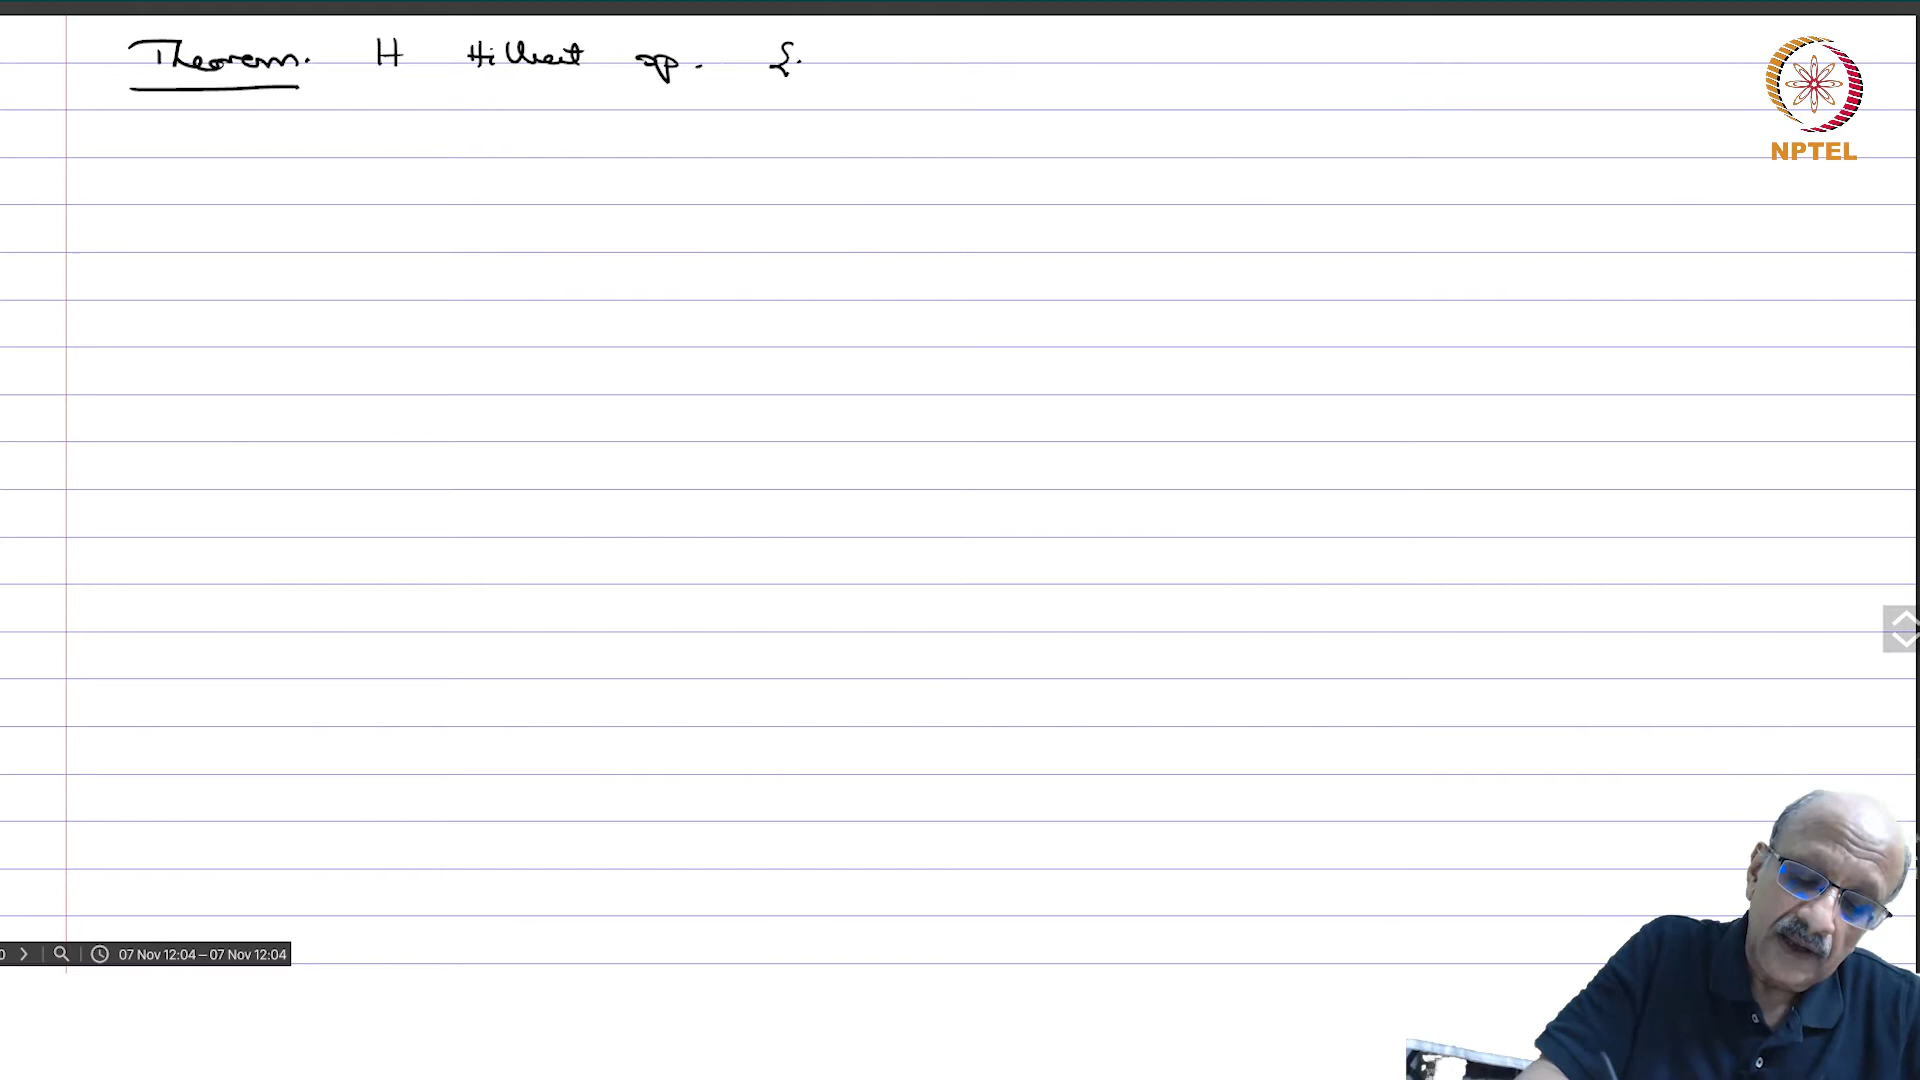 Theorem. H Hilbert sp. {.
NPTEL
07 Nov 12:04 – 07 Nov 12:04